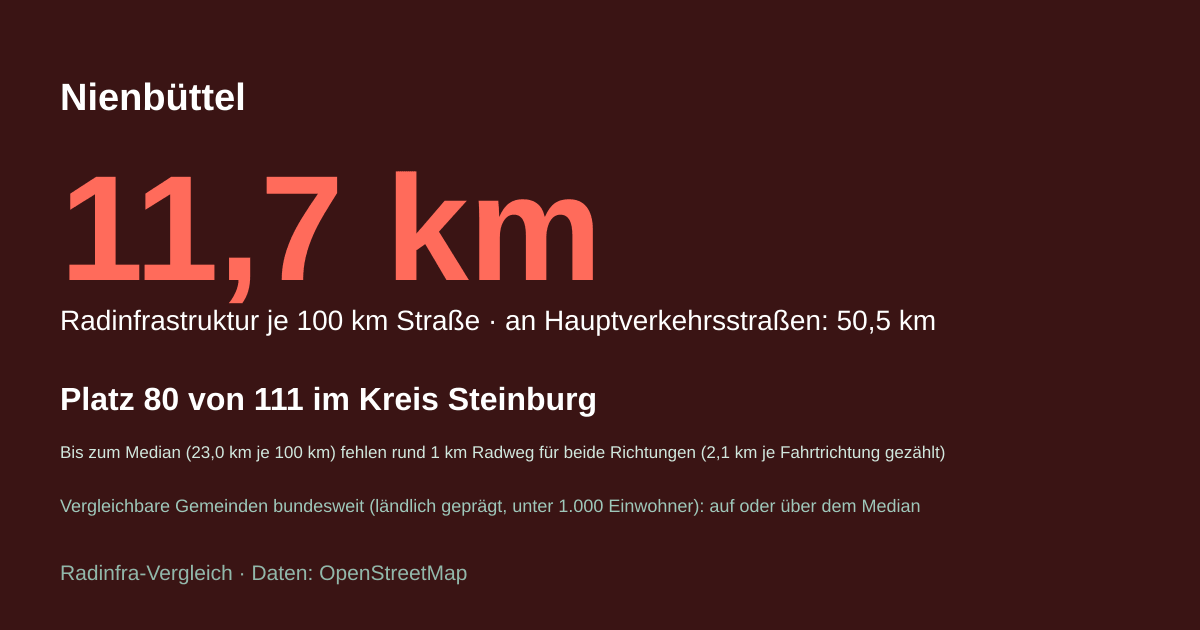 Nienbüttel
11,7 km
Radinfrastruktur je 100 km Straße · an Hauptverkehrsstraßen: 50,5 km
Platz 80 von 111 im Kreis Steinburg
Bis zum Median (23,0 km je 100 km) fehlen rund 1 km Radweg für beide Richtungen (2,1 km je Fahrtrichtung gezählt)
Vergleichbare Gemeinden bundesweit (ländlich geprägt, unter 1.000 Einwohner): auf oder über dem Median
Radinfra-Vergleich · Daten: OpenStreetMap